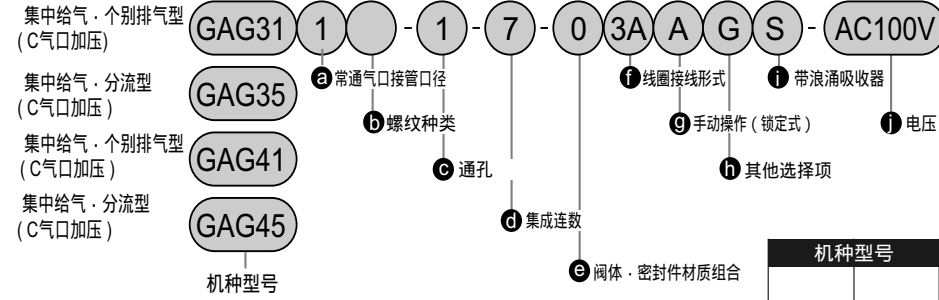 集中给气·个别排气型
( C气口加压)
GAG31 1 - 1 - 7 - 0 3A A G S - AC100V
集中给气·分流型
( C气口加压 )
GAG35
集中给气·个别排气型
( C气口加压 )
GAG41
集中给气·分流型
( C气口加压 )
GAG45
机种型号
a 常通气口接管口径
b 螺纹种类
c 通孔
d 集成连数
e 阀体·密封件材质组合
f 线圈接线形式
g 手动操作 ( 锁定式 )
h 其他选择项
i 带浪涌吸收器
j 电压
机种型号